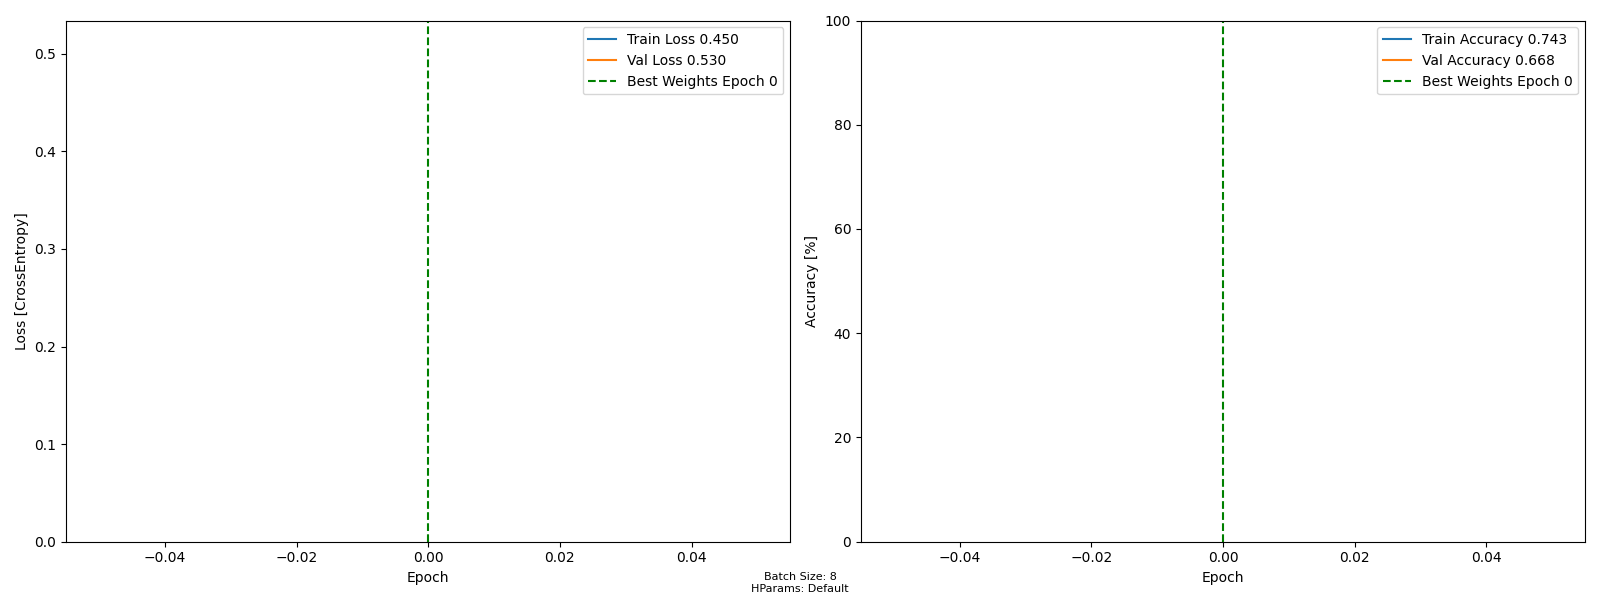 Train Loss 0.450
Val Loss 0.530
Best Weights Epoch 0
0.5
0.4
0.3
0.2
0.1
0.0
Loss [CrossEntropy]
−0.04 −0.02 0.00 0.02 0.04
Epoch
Train Accuracy 0.743
Val Accuracy 0.668
Best Weights Epoch 0
100
80
60
40
20
0
Accuracy [%]
−0.04 −0.02 0.00 0.02 0.04
Epoch
Batch Size: 8
HParams: Default